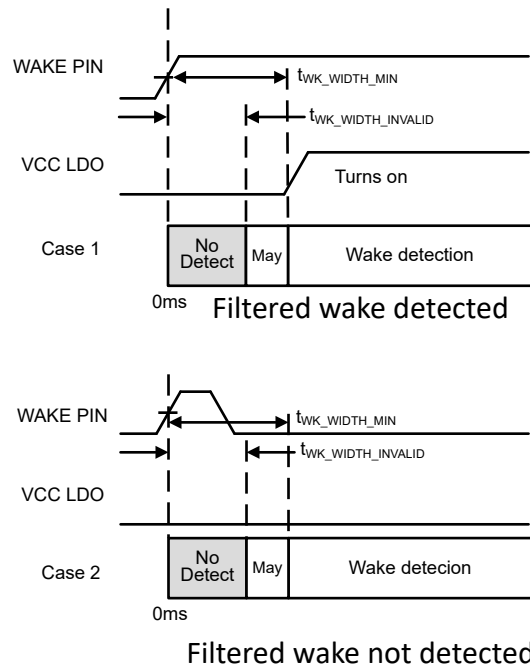 WAKE PIN
tWK_WIDTH_MIN
tWK_WIDTH_INVALID
VCC LDO
Turns on
Case 1
No
Detect
May
Wake detection
0ms
Filtered wake detected
WAKE PIN
tWK_WIDTH_MIN
tWK_WIDTH_INVALID
VCC LDO
Case 2
No
Detect
May
Wake detecion
0ms
Filtered wake not detected